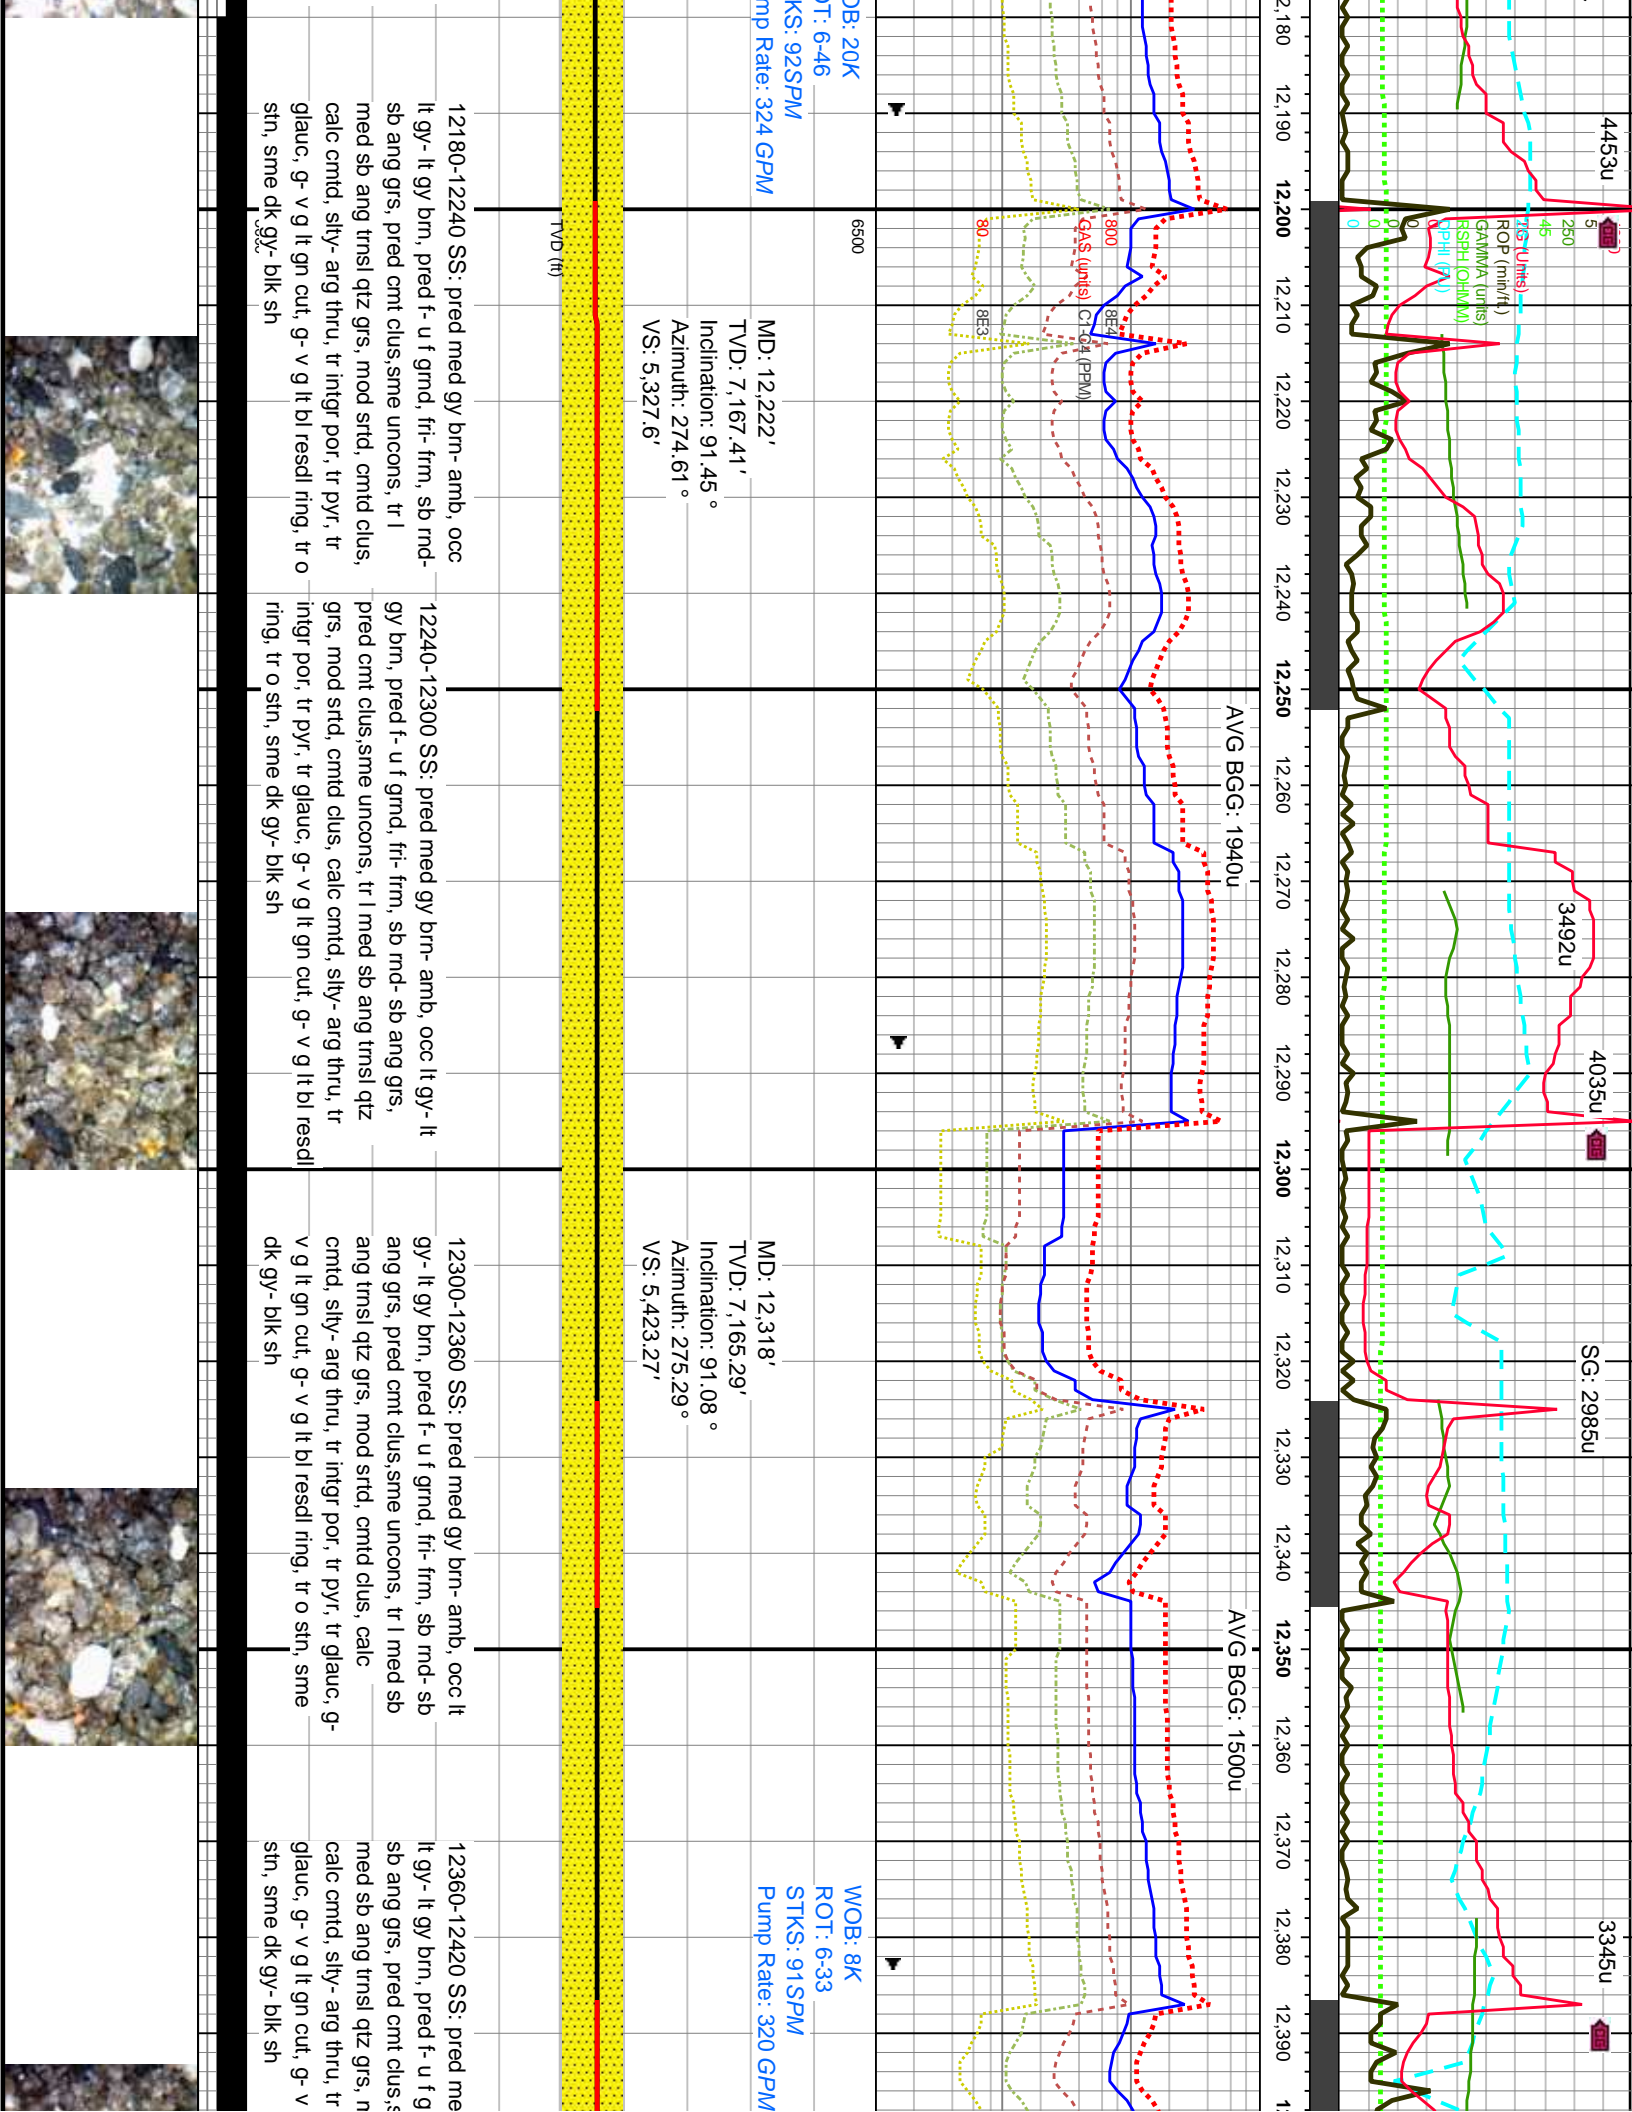 4453u
3492u
4035u
SG: 2985u
3345u
TG (Units)
ROP (min/ft)
GAMMA (units)
RSPH (OHMM)
45
250
0
0
0
12,180
12,190
12,200
12,210
12,220
12,230
12,240
12,250
12,260
12,270
12,280
12,290
12,300
12,310
12,320
12,330
12,340
12,350
12,360
12,370
12,380
12,390
AVG BGG: 1940u
AVG BGG: 1500u
800
8E4
GAS (units)
C1-C4 (PPM)
80
8E3
6500
OB: 20K
OT: 6-46
KS: 92SPM
mp Rate: 324 GPM
WOB: 8K
ROT: 6-33
STKS: 91SPM
Pump Rate: 320 GPM
MD: 12,222'
TVD: 7,167.41'
Inclination: 91.45 °
Azimuth: 274.61 °
VS: 5,327.6'
MD: 12,318'
TVD: 7,165.29'
Inclination: 91.08 °
Azimuth: 275.29 °
VS: 5,423.27'
TVD (ft)
12180-12240 SS: pred med gy brn- amb, occ
lt gy- lt gy brn, pred f- u f grnd, fri- frm, sb rnd-
sb ang grs, pred cmt clus,sme uncons, tr l
med sb ang trnsl qtz grs, mod srtd, cmtd clus,
calc cmtd, slty- arg thru, tr intgr por, tr pyr, tr
glauc, g- v g lt gn cut, g- v g lt bl resdl ring, tr o
stn, sme dk gy- blk sh
12240-12300 SS: pred med gy brn- amb, occ lt gy- lt
gy brn, pred f- u f grnd, fri- frm, sb rnd- sb ang grs,
pred cmt clus,sme uncons, tr l med sb ang trnsl qtz
grs, mod srtd, cmtd clus, calc cmtd, slty- arg thru, tr
intgr por, tr pyr, tr glauc, g- v g lt gn cut, g- v g lt bl resdl
ring, tr o stn, sme dk gy- blk sh
12300-12360 SS: pred med gy brn- amb, occ lt
gy- lt gy brn, pred f- u f grnd, fri- frm, sb rnd- sb
ang grs, pred cmt clus,sme uncons, tr l med sb
ang trnsl qtz grs, mod srtd, cmtd clus, calc
cmtd, slty- arg thru, tr intgr por, tr pyr, tr glauc, g-
v g lt gn cut, g- v g lt bl resdl ring, tr o stn, sme
dk gy- blk sh
12360-12420 SS: pred me
lt gy- lt gy brn, pred f- u f g
sb ang grs, pred cmt clus,s
med sb ang trnsl qtz grs, m
calc cmtd, slty- arg thru, tr
glauc, g- v g lt gn cut, g- v
stn, sme dk gy- blk sh